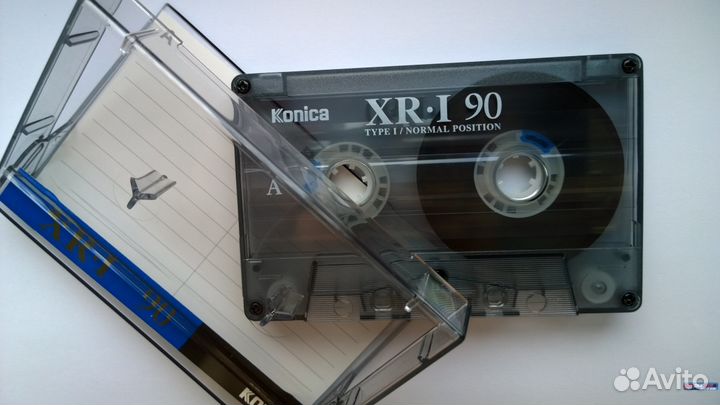 Konica
XR·I 90
TYPE I / NORMAL POSITION
A
A
XR·I 90
Avito